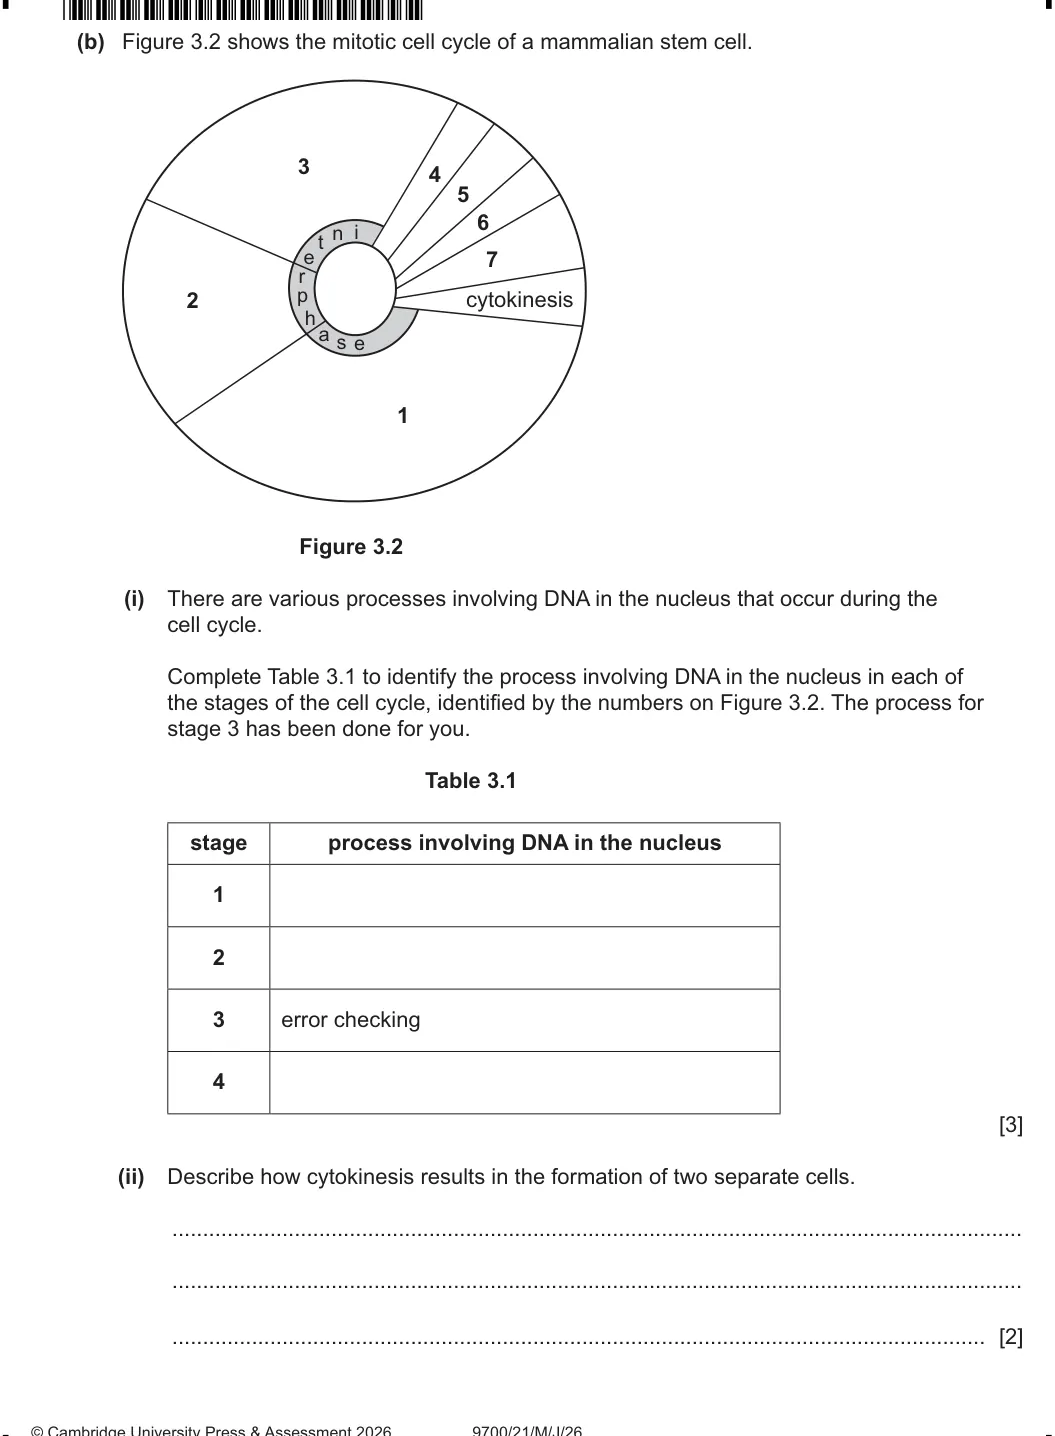 (b) Figure 3.2 shows the mitotic cell cycle of a mammalian stem cell.
3
4
5
6
7
2
cytokinesis
interphase
1
Figure 3.2
(i) There are various processes involving DNA in the nucleus that occur during the
cell cycle.
Complete Table 3.1 to identify the process involving DNA in the nucleus in each of
the stages of the cell cycle, identified by the numbers on Figure 3.2. The process for
stage 3 has been done for you.
Table 3.1
stage process involving DNA in the nucleus
1
2
3 error checking
4
[3]
(ii) Describe how cytokinesis results in the formation of two separate cells.
[2]
© Cambridge University Press & Assessment 2026 9700/21/M/J/26